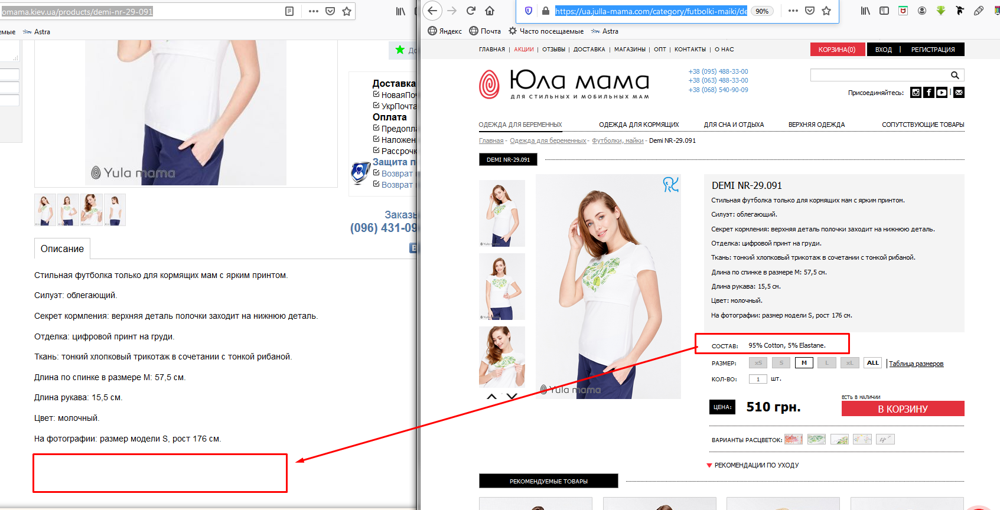 omama.kiev.ua/products/demi-nr-29-091
Astra
Yula mama
Доставка
УкрПочта
Оплата
Защита
Возврат
Возврат
(096) 431-09
Описание
Стильная футболка только для кормящих мам с ярким принтом.
Силуэт: облегающий.
Секрет кормления: верхняя деталь полочки заходит на нижнюю деталь.
Отделка: цифровой принт на груди.
Ткань: тонкий хлопковый трикотаж в сочетании с тонкой рибаной.
Длина по спинке в размере М: 57,5 см.
Длина рукава: 15,5 см.
Цвет: молочный.
На фотографии: размер модели S, рост 176 см.
https://ua.julla-mama.com/category/futbolki-maiki/de
90%
Яндекс
Почта
Часто посещаемые
Astra
ГЛАВНАЯ | АКЦИИ | ОТЗЫВЫ | ДОСТАВКА | МАГАЗИНЫ | ОПТ | КОНТАКТЫ | О НАС
КОРЗИНА(0)
ВХОД | РЕГИСТРАЦИЯ
Юла мама
ДЛЯ СТИЛЬНЫХ И МОБИЛЬНЫХ МАМ
+38 (095) 488-33-00
+38 (063) 488-33-00
+38 (068) 540-90-09
Присоединяйтесь:
ОДЕЖДА ДЛЯ БЕРЕМЕННЫХ
ОДЕЖДА ДЛЯ КОРМЯЩИХ
ДЛЯ СНА И ОТДЫХА
ВЕРХНЯЯ ОДЕЖДА
СОПУТСТВУЮЩИЕ ТОВАРЫ
Главная - Одежда для беременных - Футболки, майки - Demi NR-29.091
DEMI NR-29.091
Yula mama
DEMI NR-29.091
Стильная футболка только для кормящих мам с ярким принтом.
Силуэт: облегающий.
Секрет кормления: верхняя деталь полочки заходит на нижнюю деталь.
Отделка: цифровой принт на груди.
Ткань: тонкий хлопковый трикотаж в сочетании с тонкой рибаной.
Длина по спинке в размере М: 57,5 см.
Длина рукава: 15,5 см.
Цвет: молочный.
На фотографии: размер модели S, рост 176 см.
СОСТАВ: 95% Cotton, 5% Elastane.
РАЗМЕР: xS S M L xL ALL | Таблица размеров
КОЛ-ВО: 1 шт.
ЕСТЬ В НАЛИЧИИ
ЦЕНА: 510 грн.
В КОРЗИНУ
ВАРИАНТЫ РАСЦВЕТОК:
РЕКОМЕНДАЦИИ ПО УХОДУ
РЕКОМЕНДУЕМЫЕ ТОВАРЫ